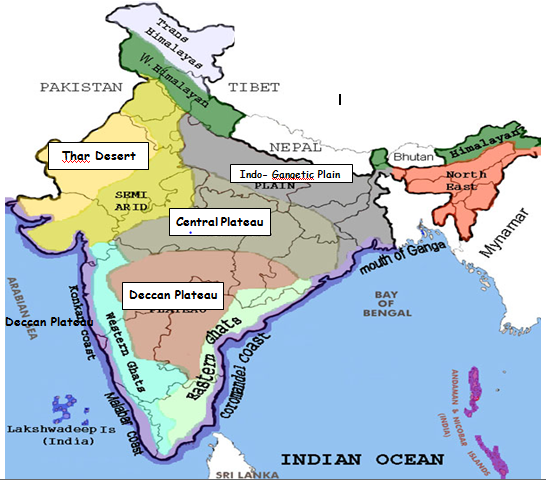 Trans
Himalayas
W. Himalayan
PAKISTAN
TIBET
NEPAL
Bhutan
Himalayan
Thar Desert
Indo- Gangetic Plain
PLAIN
North
East
SEMI
ARID
Central Plateau
Mynamar
mouth of Ganga
Deccan Plateau
BAY
OF
BENGAL
ARABIAN SEA
Deccan Plateau
Konkan Coast
Western Ghats
Eastern Ghats
Coromandel Coast
Malabar Coast
Lakshwadeep Is
(India)
ANDAMAN & NICOBAR ISLANDS
(INDIA)
INDIAN OCEAN
SRI LANKA